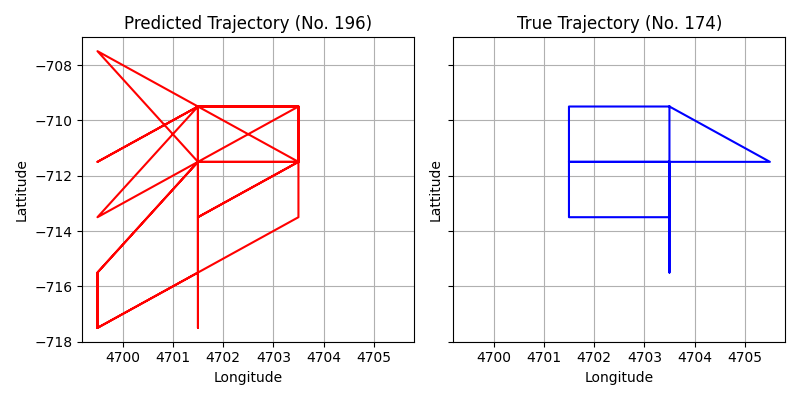 Predicted Trajectory (No. 196)
−708
−710
−712
−714
−716
−718
Lattitude
4700 4701 4702 4703 4704 4705
Longitude
True Trajectory (No. 174)
Lattitude
4700 4701 4702 4703 4704 4705
Longitude